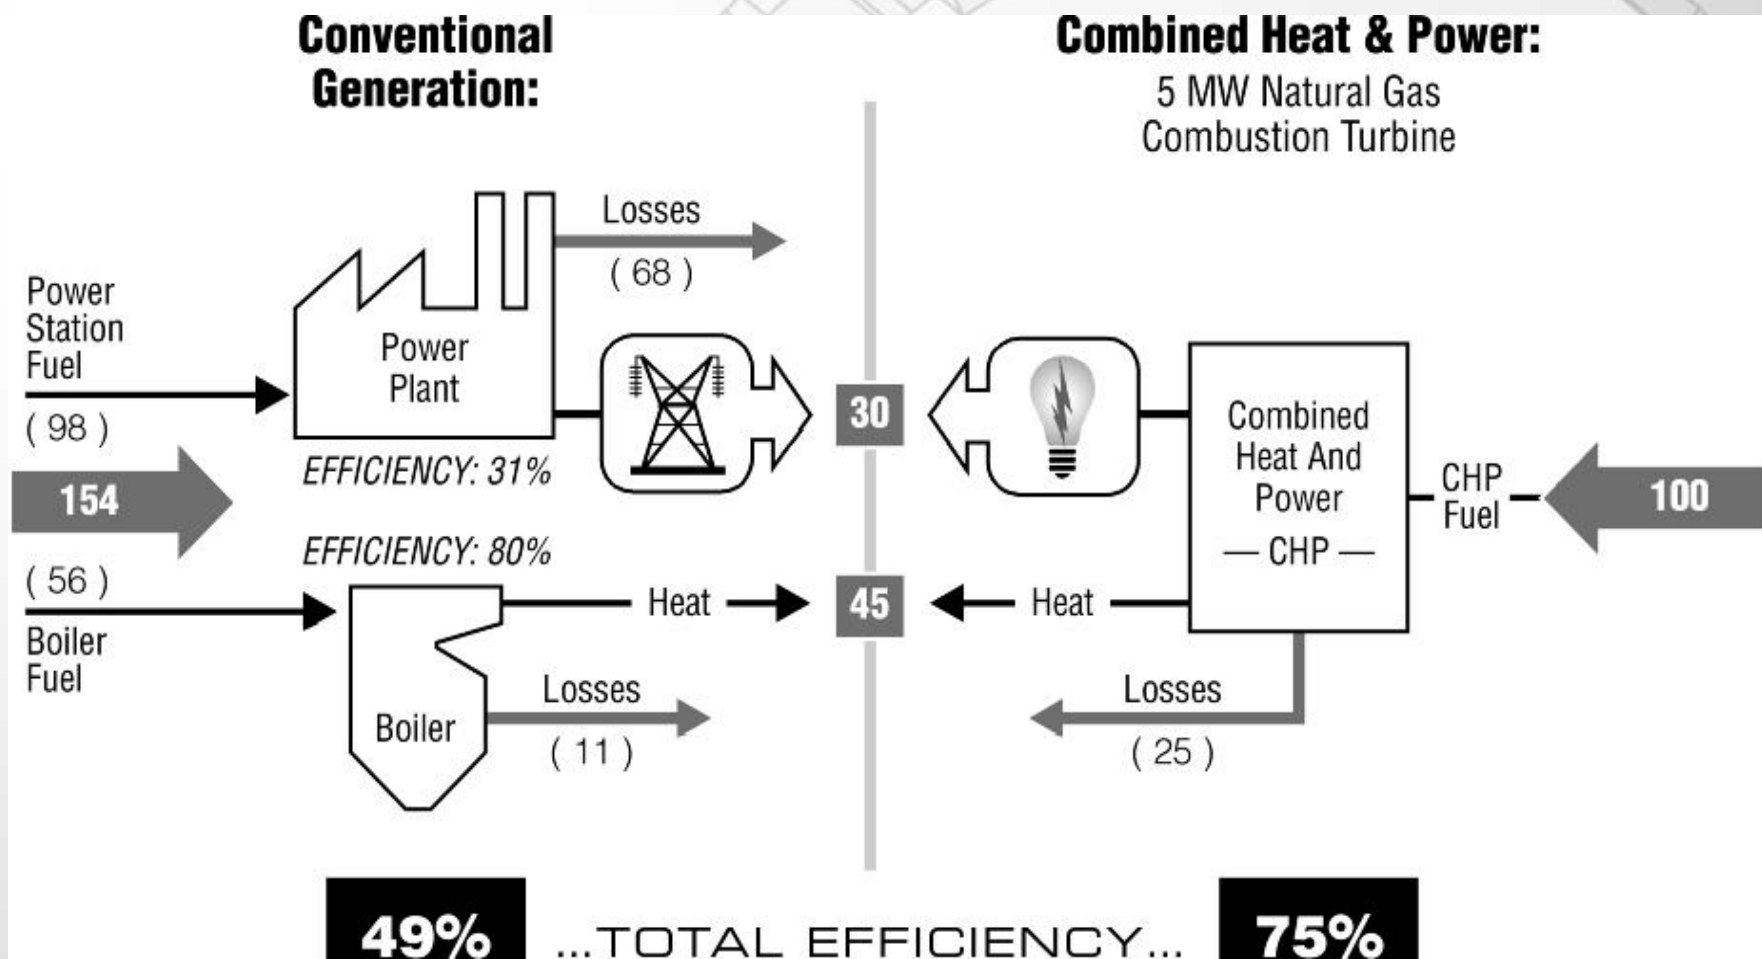 Conventional
Generation:
Combined Heat & Power:
5 MW Natural Gas
Combustion Turbine
Losses
( 68 )
Power
Station
Fuel
( 98 )
Power
Plant
EFFICIENCY: 31%
154
EFFICIENCY: 80%
( 56 )
Boiler
Fuel
Boiler
Heat
Losses
( 11 )
30
45
Combined
Heat And
Power
— CHP —
CHP
Fuel
100
Heat
Losses
( 25 )
49% ...TOTAL EFFICIENCY... 75%